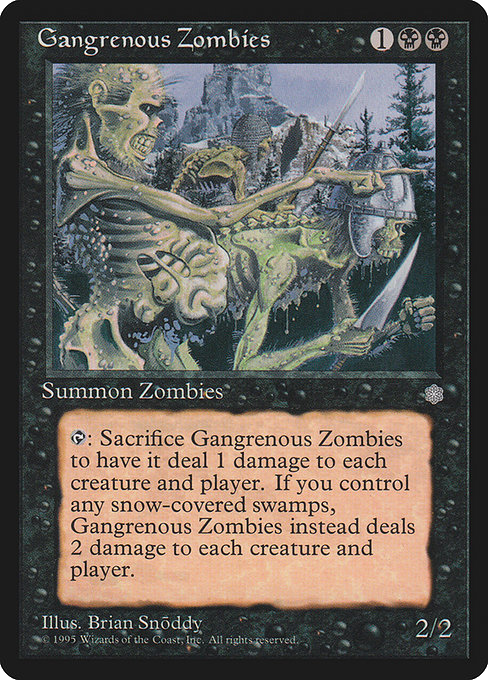 Gangrenous Zombies 1
Summon Zombies
: Sacrifice Gangrenous Zombies
to have it deal 1 damage to each
creature and player. If you control
any snow-covered swamps,
Gangrenous Zombies instead deals
2 damage to each creature and
player.
Illus. Brian Snöddy
© 1995 Wizards of the Coast, Inc. All rights reserved.
2/2